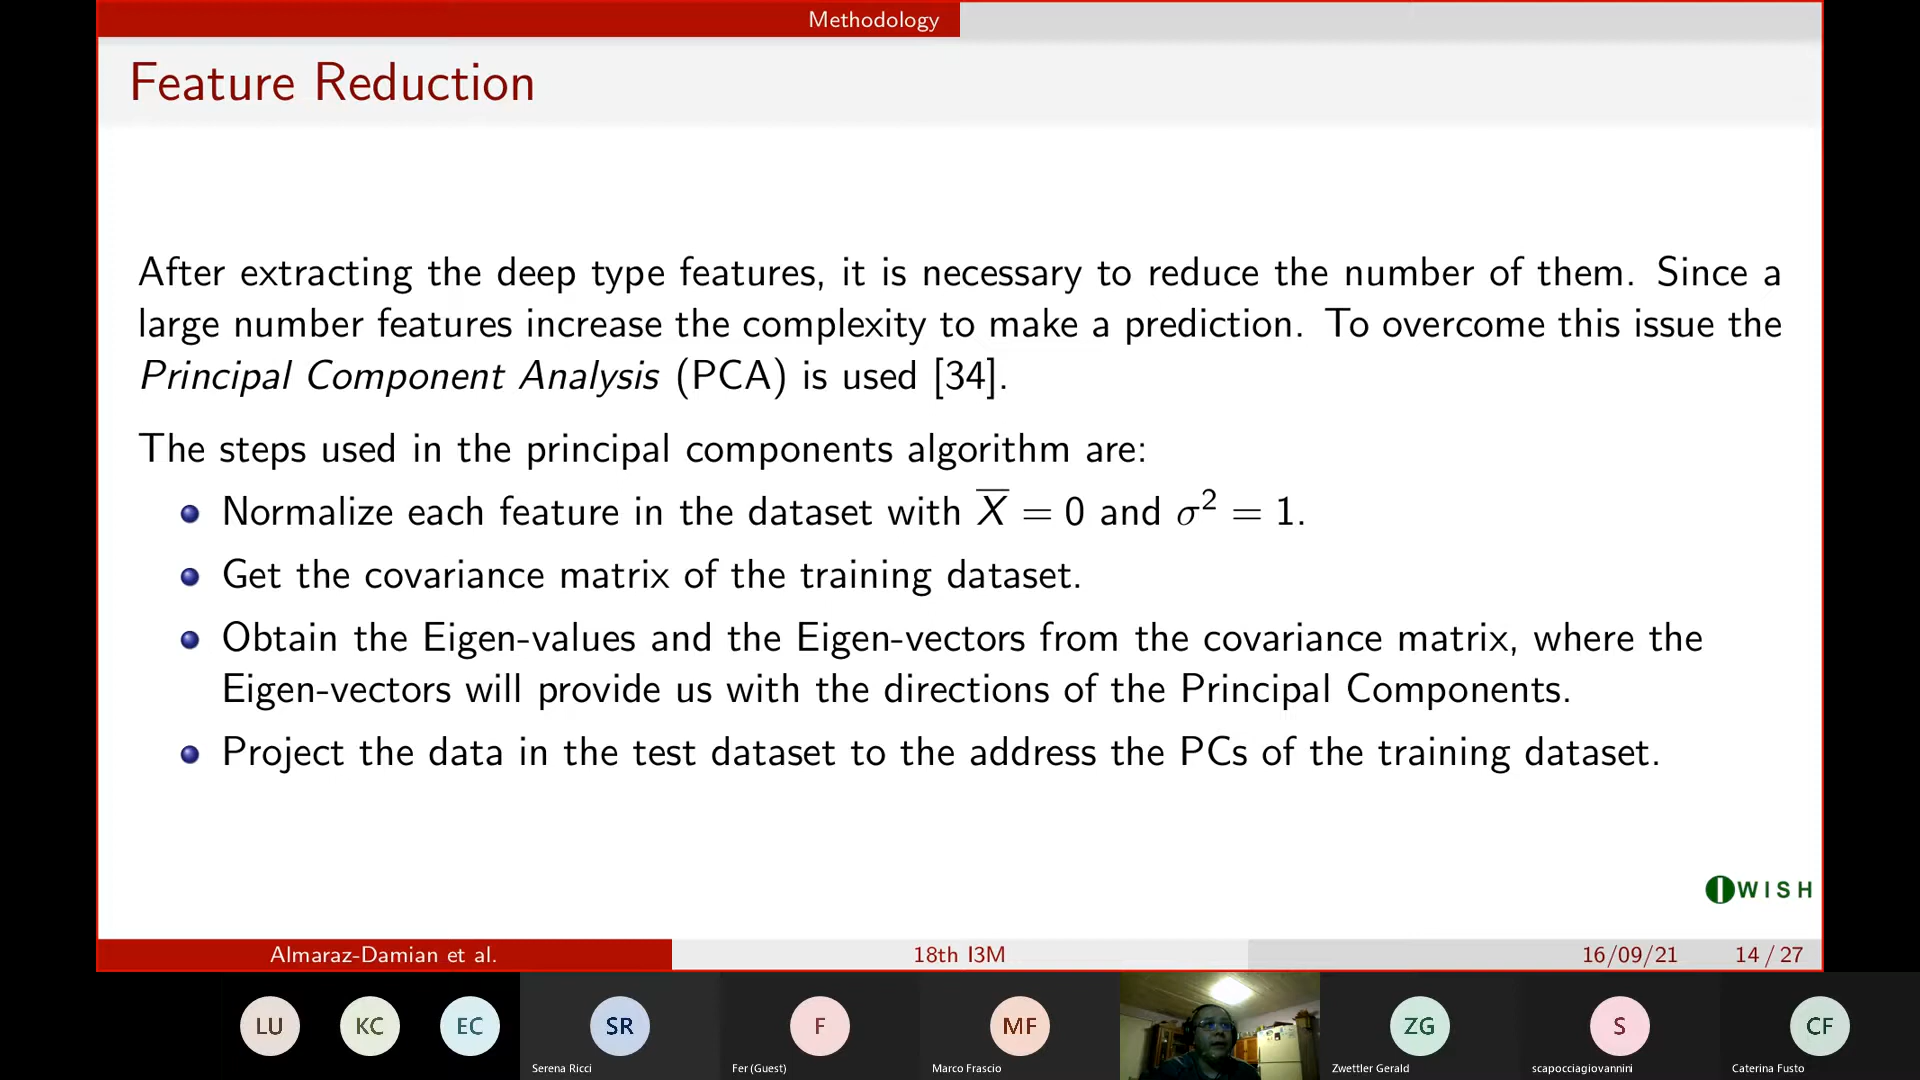 Methodology
Feature Reduction
After extracting the deep type features, it is necessary to reduce the number of them. Since a
large number features increase the complexity to make a prediction. To overcome this issue the
Principal Component Analysis (PCA) is used [34].
The steps used in the principal components algorithm are:
Normalize each feature in the dataset with X̅ = 0 and σ² = 1.
Get the covariance matrix of the training dataset.
Obtain the Eigen-values and the Eigen-vectors from the covariance matrix, where the
Eigen-vectors will provide us with the directions of the Principal Components.
Project the data in the test dataset to the address the PCs of the training dataset.
WISH
Almaraz-Damian et al.
18th I3M
16/09/21
14 / 27
LU
KC
EC
SR
F
MF
ZG
S
CF
Serena Ricci
Fer (Guest)
Marco Frascio
Zwettler Gerald
scapocciagiovannini
Caterina Fusto